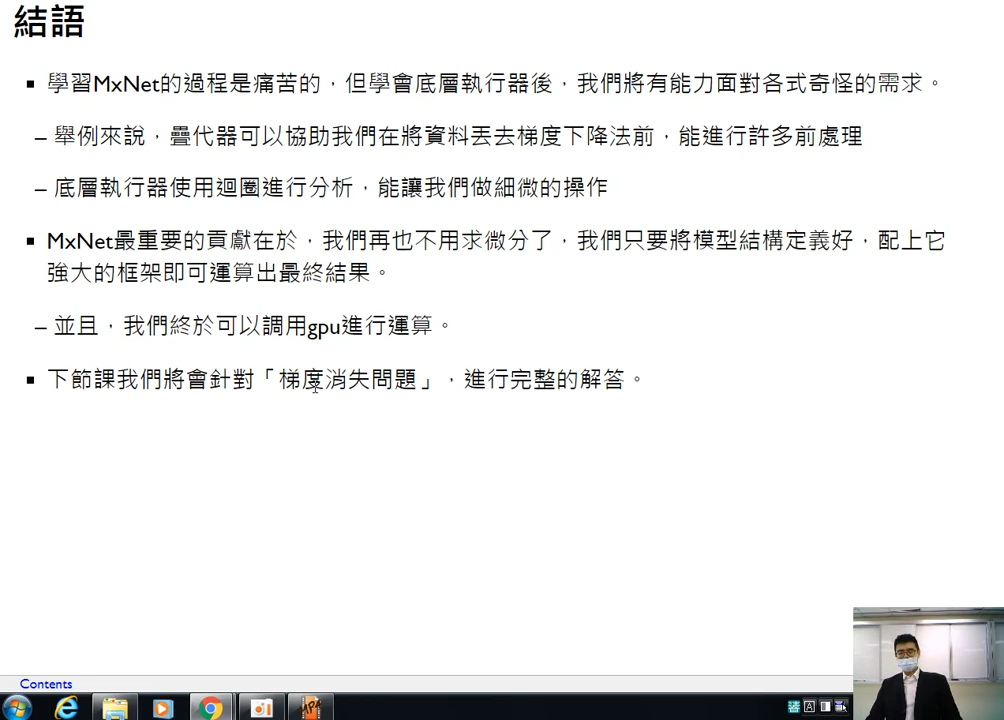 結語
▪ 學習MxNet的過程是痛苦的，但學會底層執行器後，我們將有能力面對各式奇怪的需求。
– 舉例來說，疊代器可以協助我們在將資料丟去梯度下降法前，能進行許多前處理
– 底層執行器使用迴圈進行分析，能讓我們做細微的操作
▪ MxNet最重要的貢獻在於，我們再也不用求微分了，我們只要將模型結構定義好，配上它
強大的框架即可運算出最終結果。
– 並且，我們終於可以調用gpu進行運算。
▪ 下節課我們將會針對「梯度消失問題」，進行完整的解答。
Contents